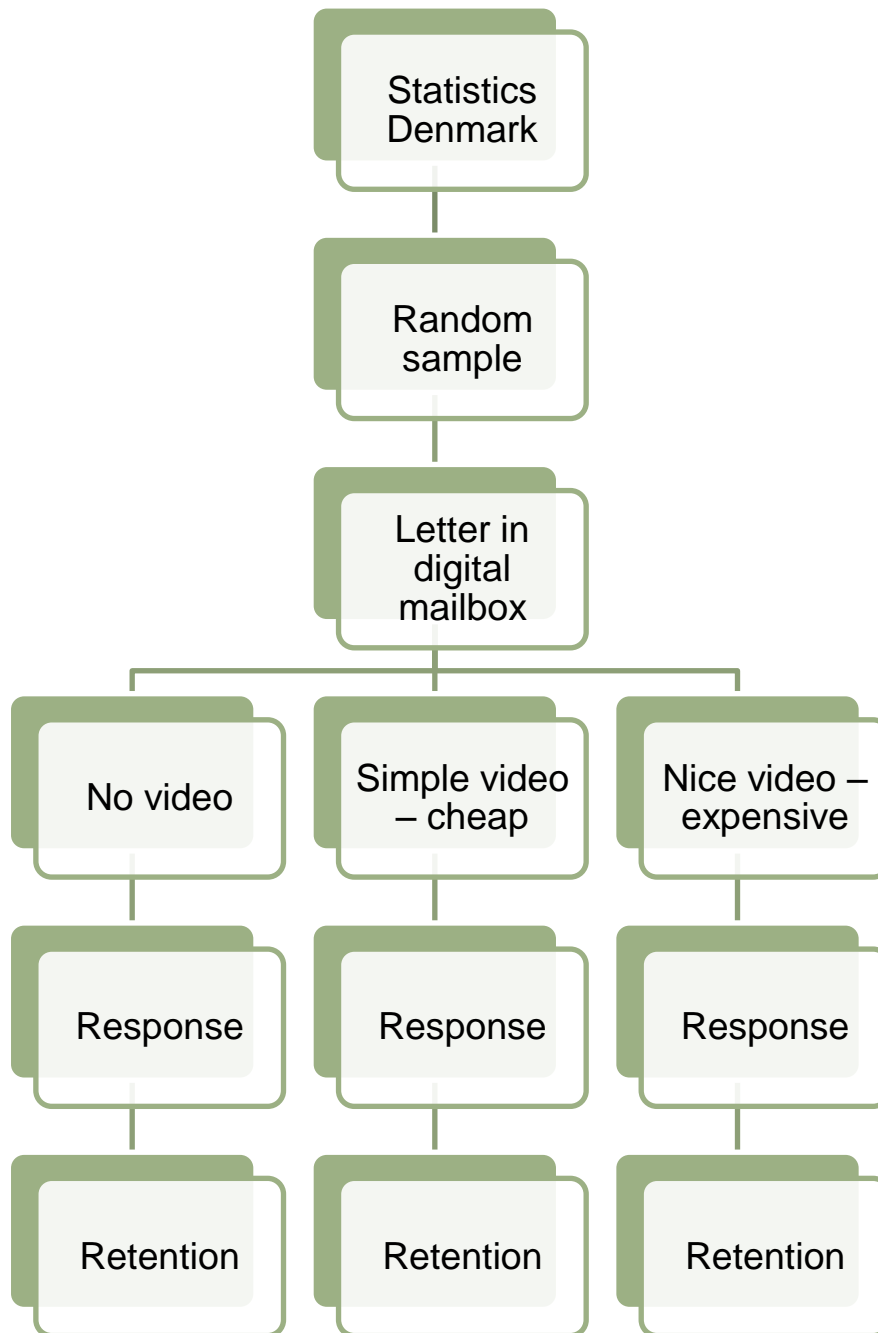 Statistics
Denmark
Random
sample
Letter in
digital
mailbox
No video
Simple video
– cheap
Nice video –
expensive
Response
Response
Response
Retention
Retention
Retention